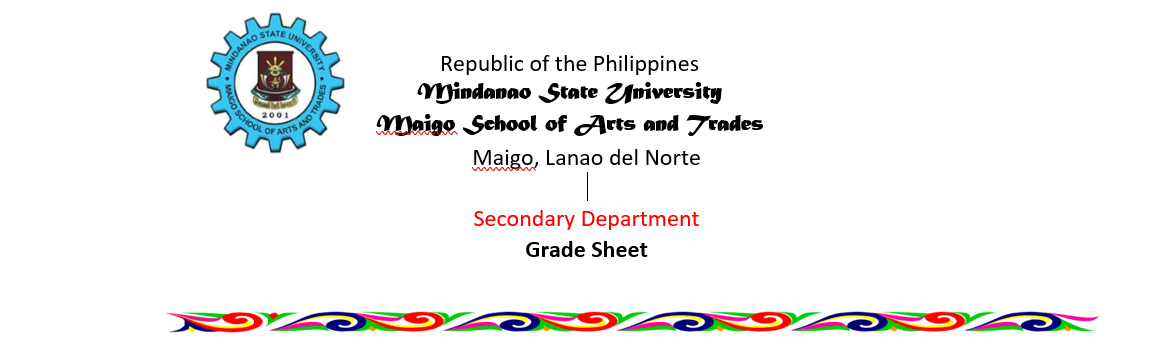 MINDANAO STATE UNIVERSITY
MAIGO SCHOOL OF ARTS AND TRADES
2001
Republic of the Philippines
Mindanao State University
Maigo School of Arts and Trades
Maigo, Lanao del Norte
Secondary Department
Grade Sheet